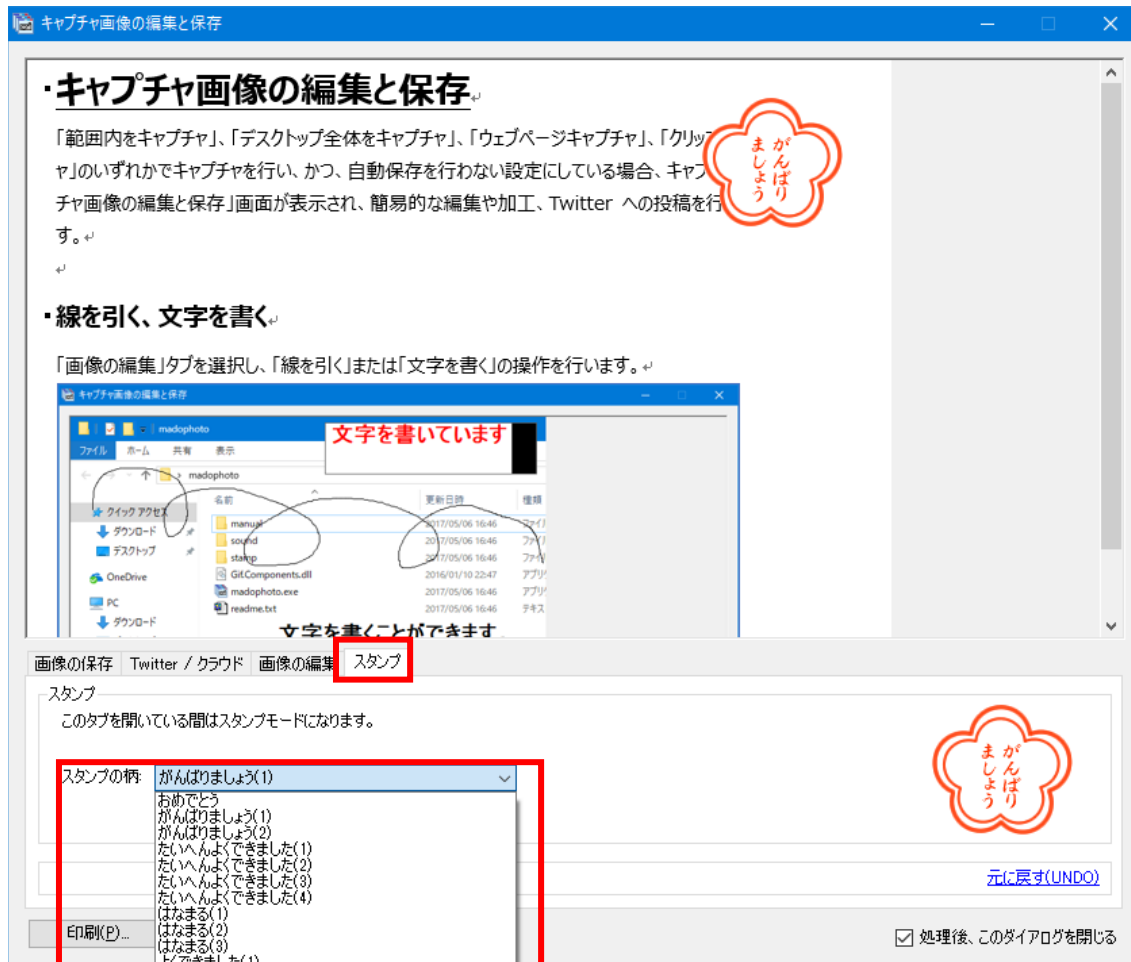 キャプチャ画像の編集と保存
・キャプチャ画像の編集と保存
「範囲内をキャプチャ」、「デスクトップ全体をキャプチャ」、「ウェブページキャプチャ」、「クリッ
ャ」のいずれかでキャプチャを行い、かつ、自動保存を行わない設定にしている場合、キャプ
チャ画像の編集と保存」画面が表示され、簡易的な編集や加工、Twitter への投稿を行
す。
がんばり
ましょう
・線を引く、文字を書く
「画像の編集」タブを選択し、「線を引く」または「文字を書く」の操作を行います。
キャプチャ画像の編集と保存
madophoto
文字を書いています
ファイル ホーム 共有 表示
madophoto
名前 更新日時 種類
クイック アクセス
manual 2017/05/06 16:46
ダウンロード
sound 2017/05/06 16:46
デスクトップ
stamp 2017/05/06 16:46
OneDrive
Git.Components.dll 2016/01/10 22:47 アプリ
madophoto.exe 2017/05/06 16:46 アプリ
PC
readme.txt 2017/05/06 16:46 テキス
ダウンロード
文字を書くことができます
画像の保存 Twitter / クラウド 画像の編集 スタンプ
スタンプ
このタブを開いている間はスタンプモードになります。
がんばり
ましょう
スタンプの柄: がんばりましょう(1)
おめでとう
がんばりましょう(1)
がんばりましょう(2)
たいへんよくできました(1)
たいへんよくできました(2)
たいへんよくできました(3)
たいへんよくできました(4)
はなまる(1)
はなまる(2)
はなまる(3)
よくできました(1)
元に戻す(UNDO)
印刷(P)...
処理後、このダイアログを閉じる